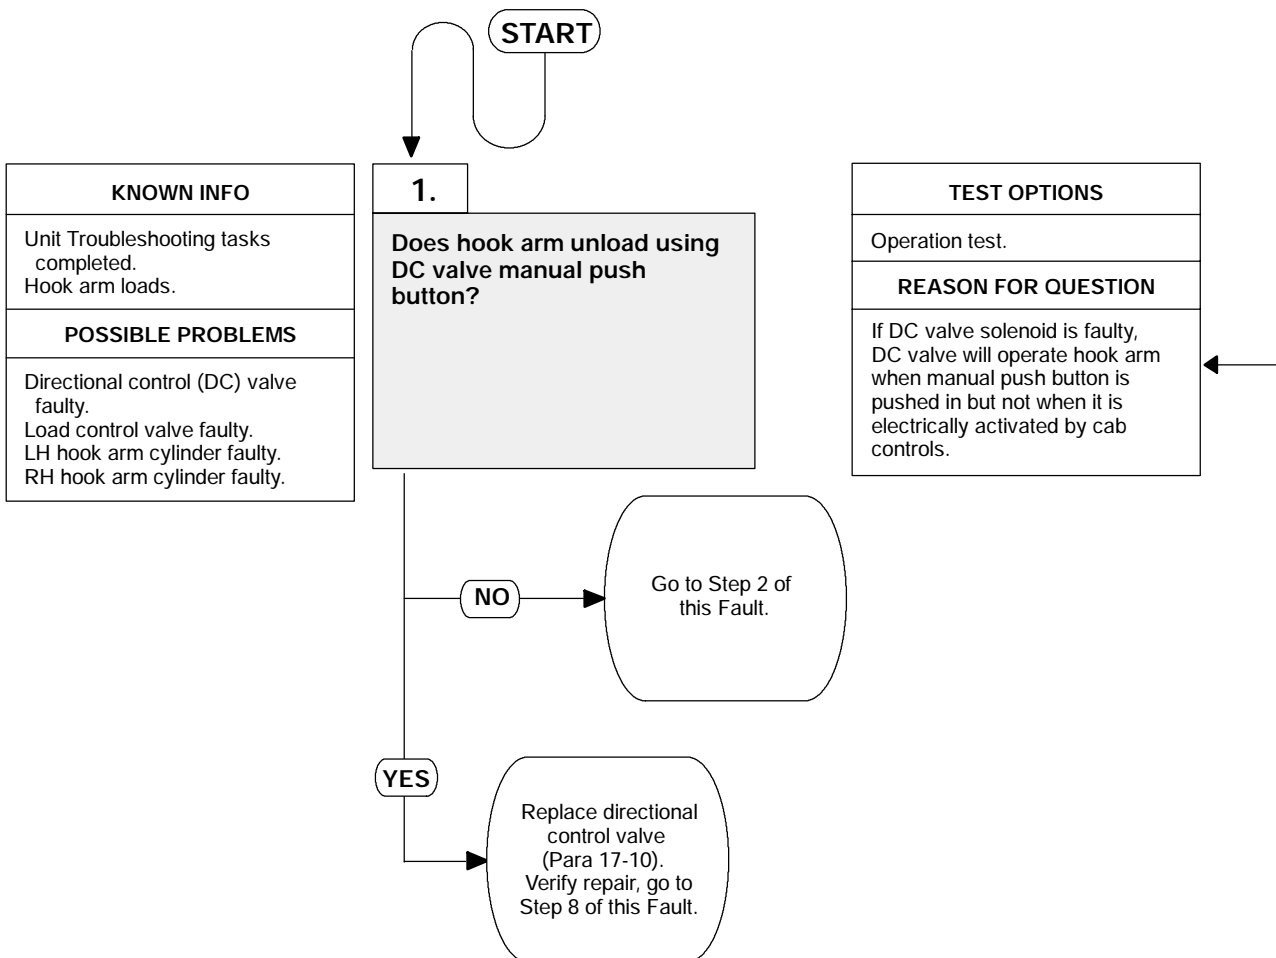 START
KNOWN INFO
Unit Troubleshooting tasks
completed.
Hook arm loads.
POSSIBLE PROBLEMS
Directional control (DC) valve
faulty.
Load control valve faulty.
LH hook arm cylinder faulty.
RH hook arm cylinder faulty.
1.
Does hook arm unload using
DC valve manual push
button?
TEST OPTIONS
Operation test.
REASON FOR QUESTION
If DC valve solenoid is faulty,
DC valve will operate hook arm
when manual push button is
pushed in but not when it is
electrically activated by cab
controls.
NO
Go to Step 2 of
this Fault.
YES
Replace directional
control valve
(Para 17-10).
Verify repair, go to
Step 8 of this Fault.